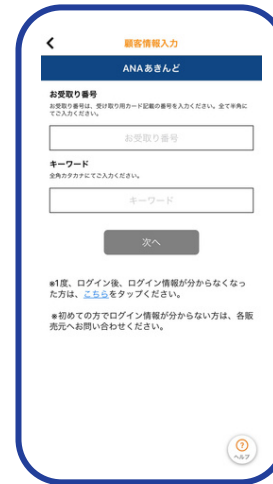 顧客情報入力
ANAあきんど
お受取り番号
お受取り番号は、受け取り用カード記載の番号を入力ください。全て半角に
てご入力ください。
お受取り番号
キーワード
全角カタカナにてご入力ください。
キーワード
次へ
※1度、ログイン後、ログイン情報が分からなくなっ
た方は、こちらをタップください。
※初めての方でログイン情報が分からない方は、各販
売元へお問い合わせください。
ヘルプ